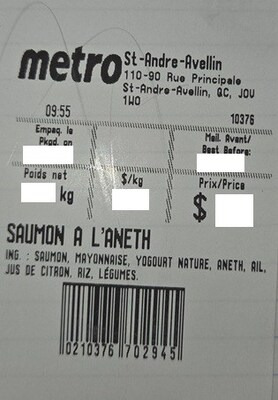 metro
St-Andre-Avellin
110-90 Rue Principale
St-Andre-Avellin, QC, J0V
1W0
09:55 10376
Empaq. le Meil. Avant/
Pkgd. on Best Before:
Poids net $/kg Prix/Price
kg $
SAUMON A L'ANETH
ING. : SAUMON, MAYONNAISE, YOGOURT NATURE, ANETH, AIL,
JUS DE CITRON, RIZ, LÉGUMES.
0210376 702945